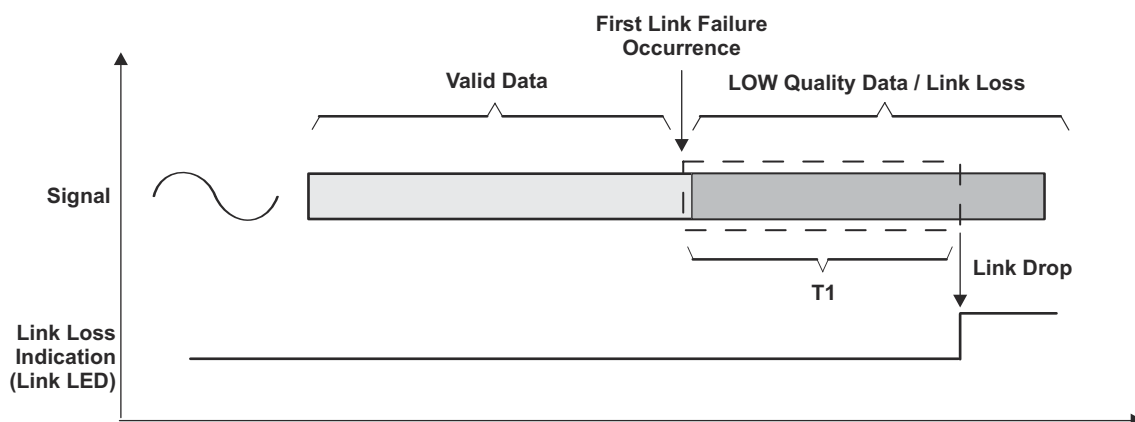 First Link Failure
Occurrence
Valid Data
LOW Quality Data / Link Loss
Signal
T1
Link Drop
Link Loss
Indication
(Link LED)